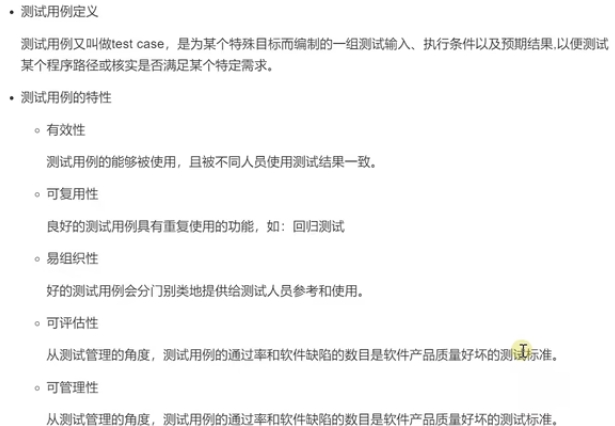 测试用例定义
测试用例又叫做test case，是为某个特殊目标而编制的一组测试输入、执行条件以及预期结果,以便测试
某个程序路径或核实是否满足某个特定需求。
测试用例的特性
有效性
测试用例的能够被使用，且被不同人员使用测试结果一致。
可复用性
良好的测试用例具有重复使用的功能，如：回归测试
易组织性
好的测试用例会分门别类地提供给测试人员参考和使用。
可评估性
从测试管理的角度，测试用例的通过率和软件缺陷的数目是软件产品质量好坏的测试标准。
可管理性
从测试管理的角度，测试用例的通过率和软件缺陷的数目是软件产品质量好坏的测试标准。